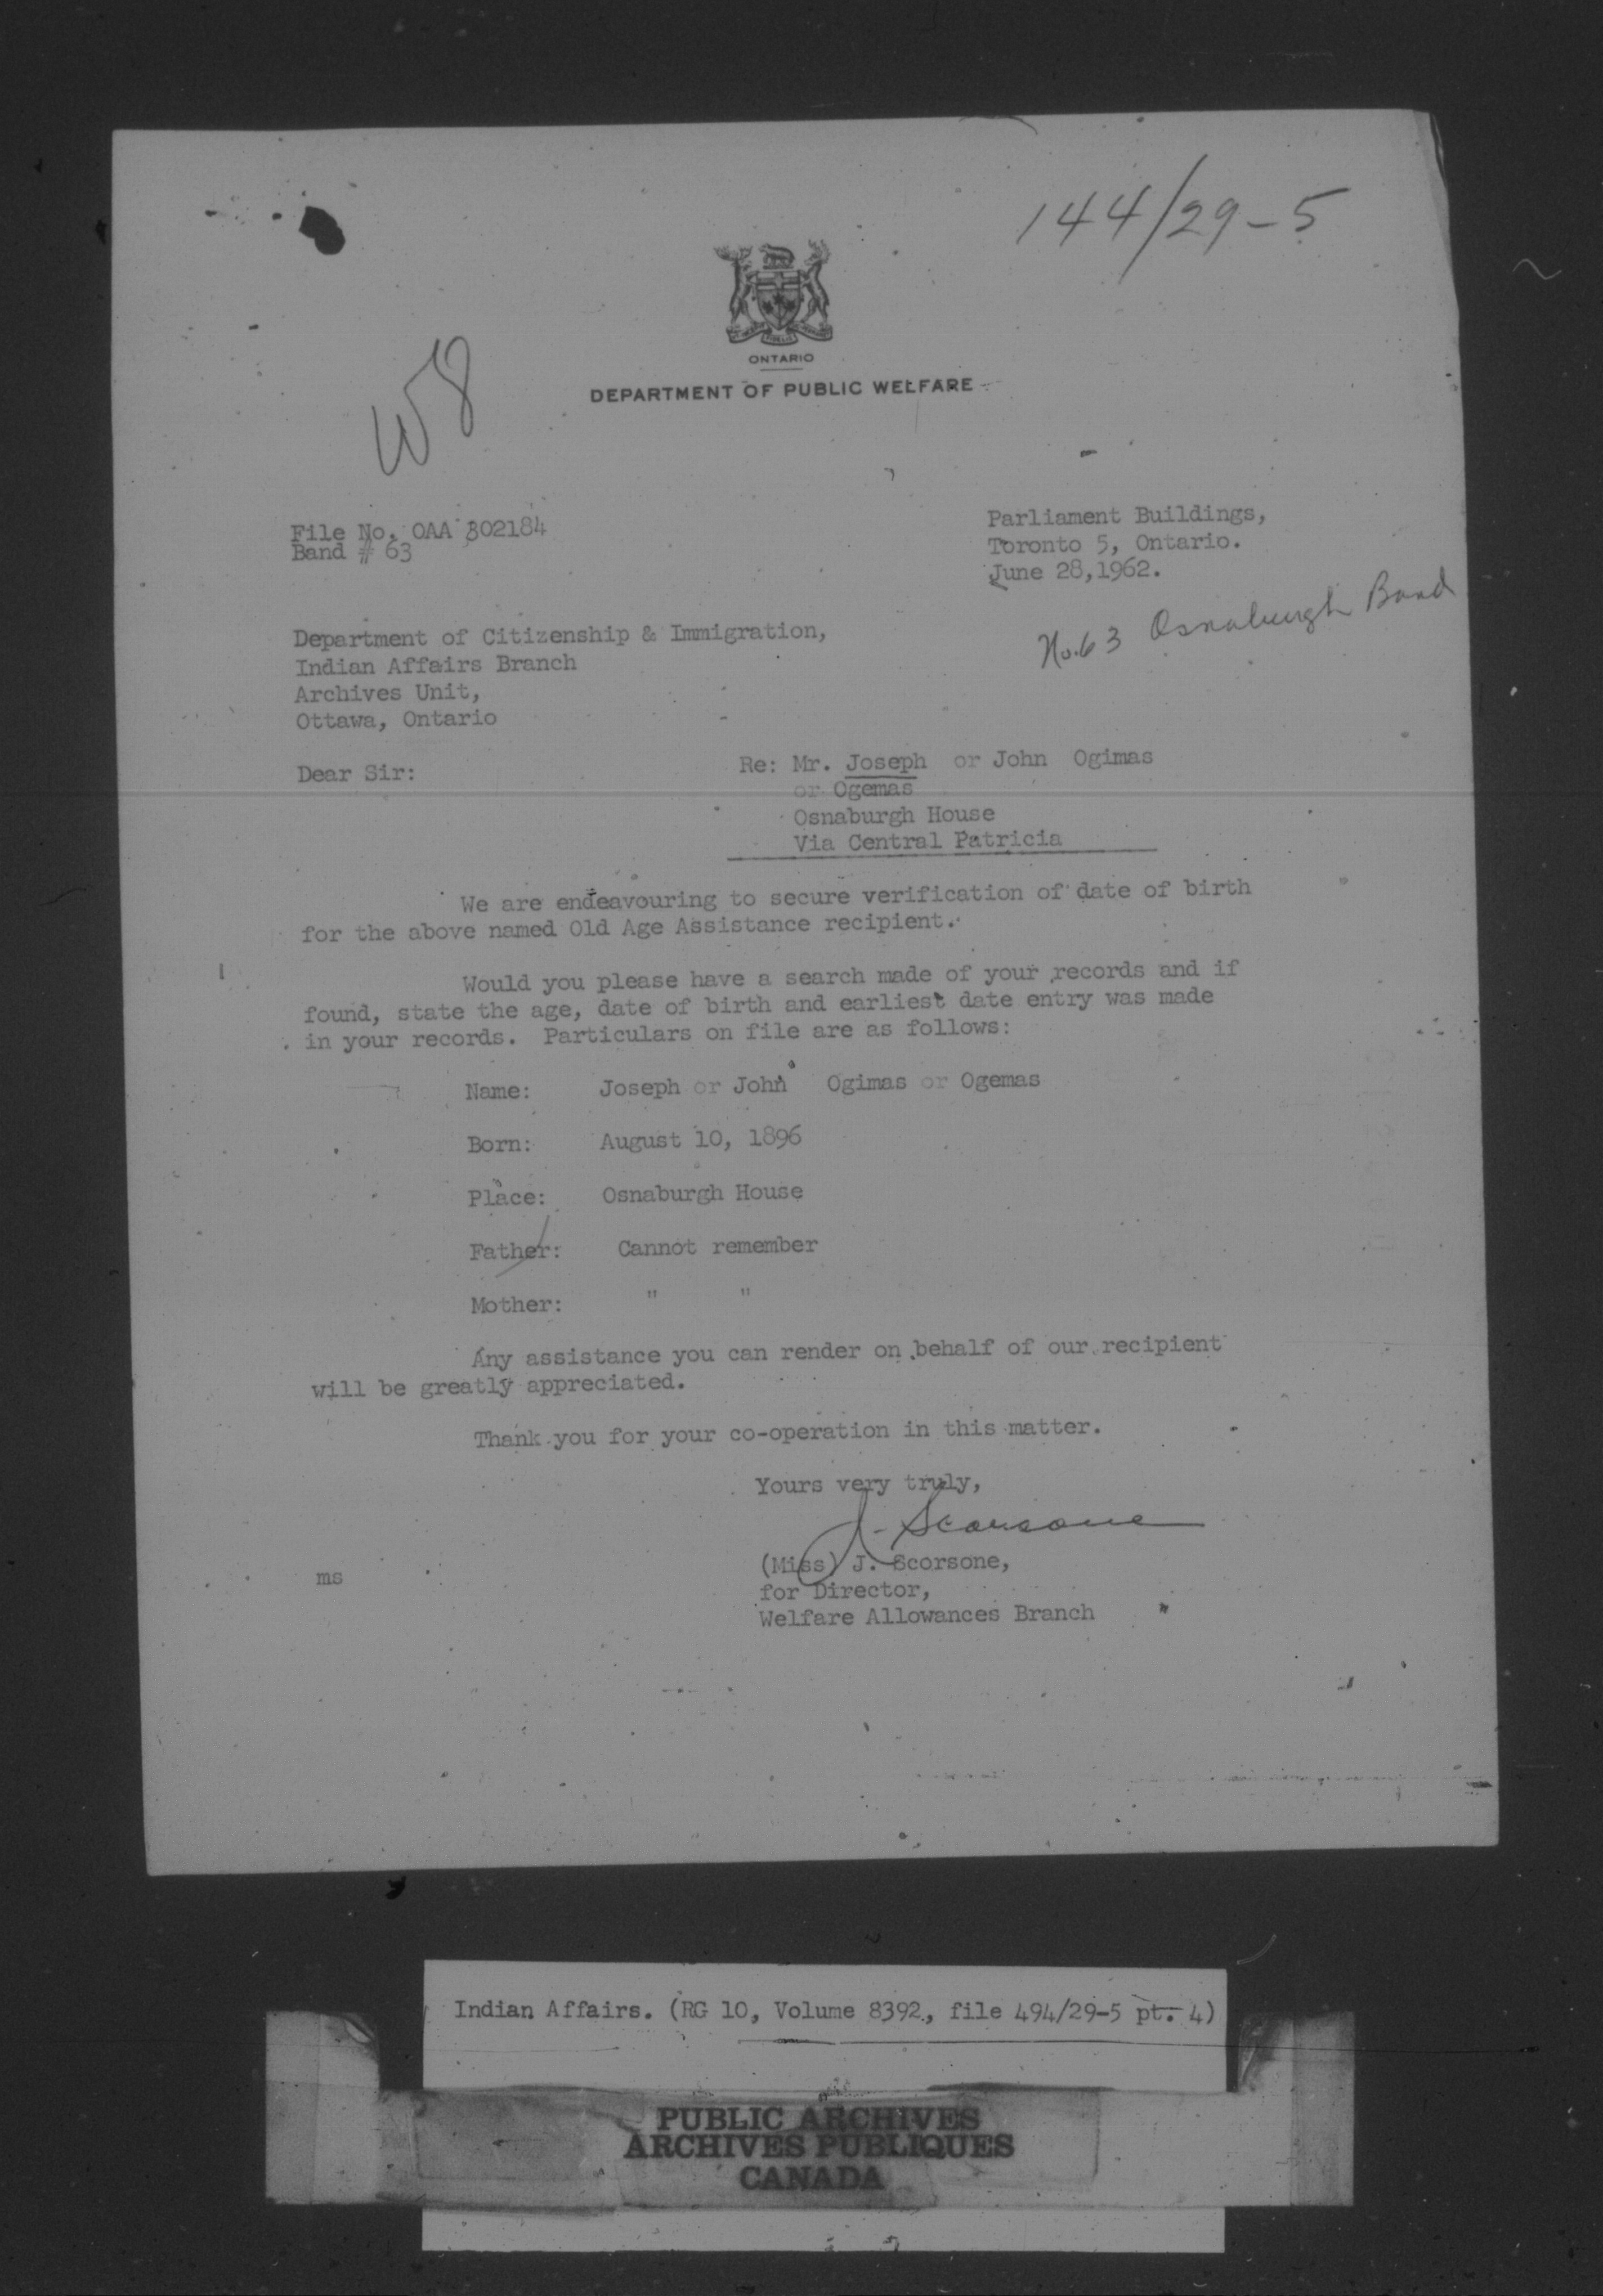 144/29-5
ONTARIO
DEPARTMENT OF PUBLIC WELFARE
W8
File No. OAA 302184
Band # 63
Parliament Buildings,
Toronto 5, Ontario.
June 28,1962.
No.63 Osnaburgh Band
Department of Citizenship & Immigration,
Indian Affairs Branch
Archives Unit,
Ottawa, Ontario
Dear Sir:
Re: Mr. Joseph or John Ogimas
or Ogemas
Osnaburgh House
Via Central Patricia
We are endeavouring to secure verification of date of birth
for the above named Old Age Assistance recipient.
Would you please have a search made of your records and if
found, state the age, date of birth and earliest date entry was made
in your records. Particulars on file are as follows:
Name: Joseph or John Ogimas or Ogemas
Born: August 10, 1896
Place: Osnaburgh House
Father: Cannot remember
Mother: " "
Any assistance you can render on behalf of our recipient
will be greatly appreciated.
Thank you for your co-operation in this matter.
Yours very truly,
J. Scorsone
(Miss) J. Scorsone,
for Director,
Welfare Allowances Branch
ms
Indian Affairs. (RG 10, Volume 8392, file 494/29-5 pt. 4)
PUBLIC ARCHIVES
ARCHIVES PUBLIQUES
CANADA